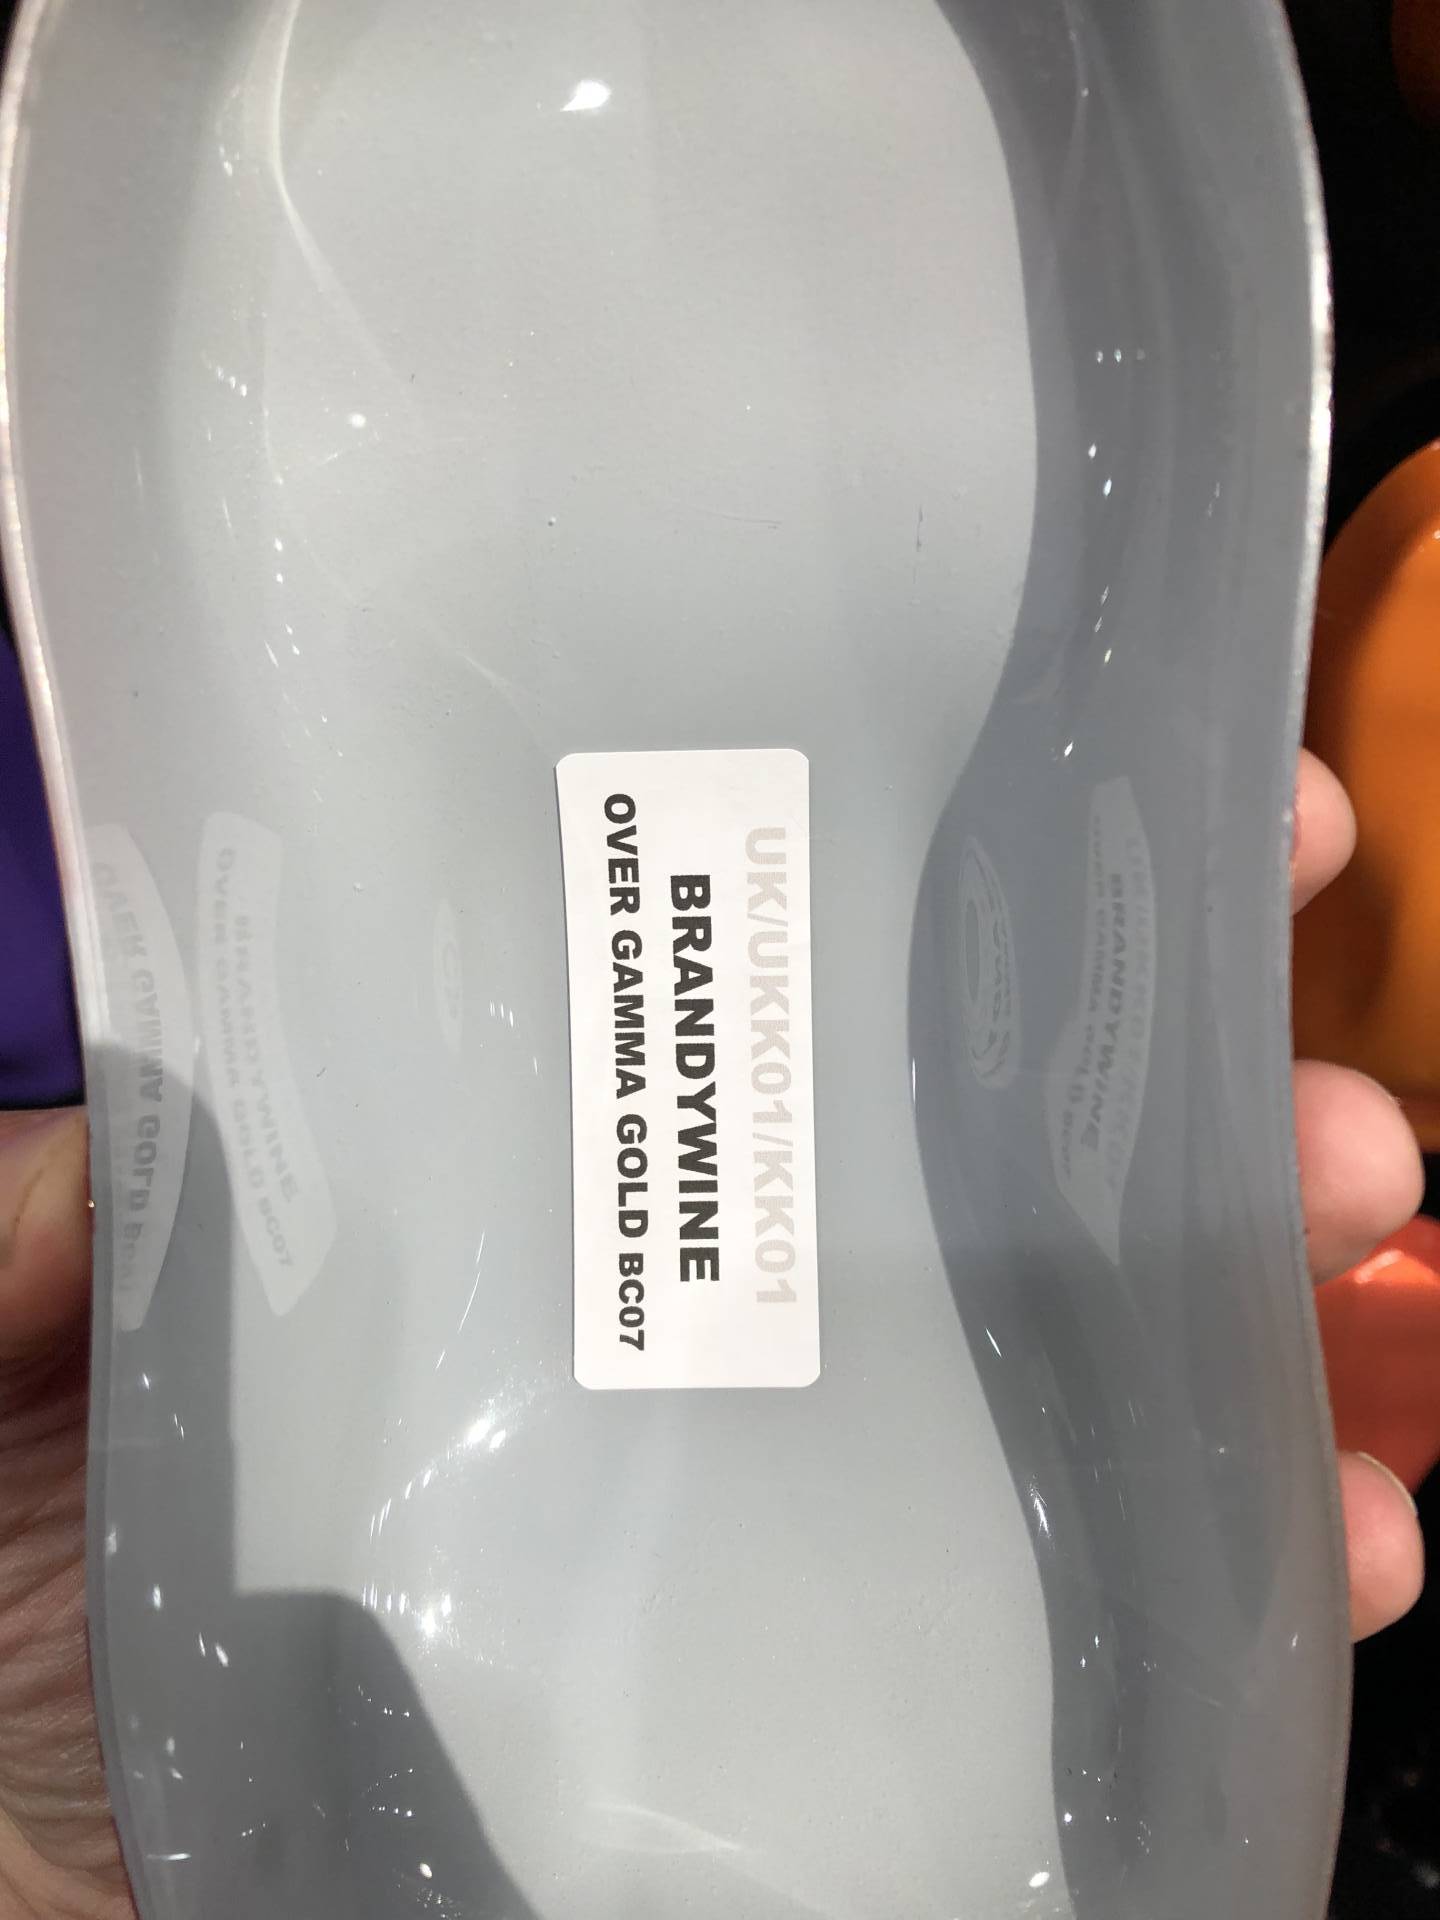 UK/UKK01/KK01
BRANDYWINE
OVER GAMMA GOLD BC07